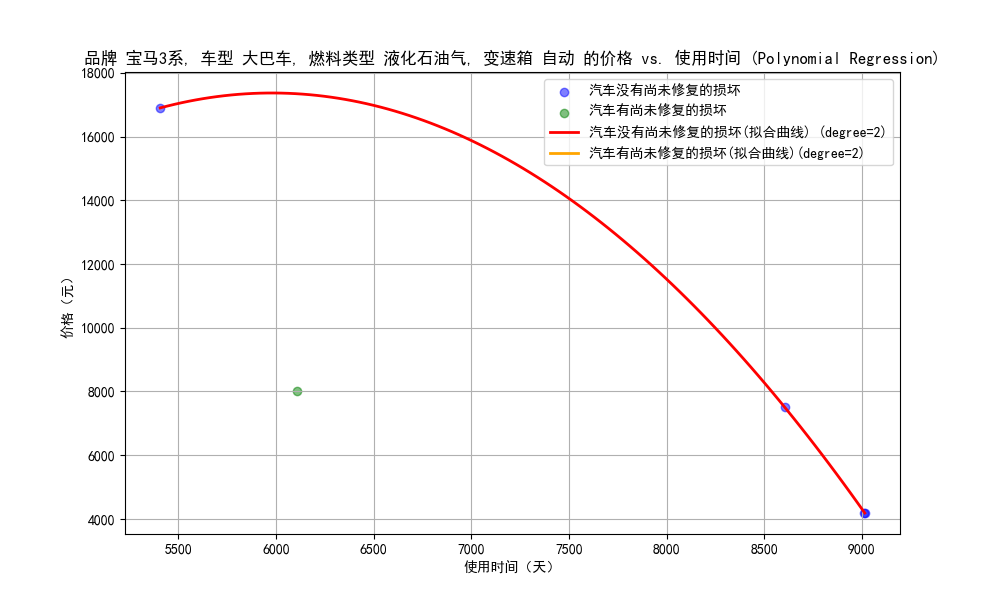 品牌 宝马3系, 车型 大巴车, 燃料类型 液化石油气, 变速箱 自动 的价格 vs. 使用时间 (Polynomial Regression)
汽车没有尚未修复的损坏
汽车有尚未修复的损坏
汽车没有尚未修复的损坏(拟合曲线) (degree=2)
汽车有尚未修复的损坏(拟合曲线)(degree=2)
价格（元）
18000
16000
14000
12000
10000
8000
6000
4000
5500 6000 6500 7000 7500 8000 8500 9000
使用时间（天）